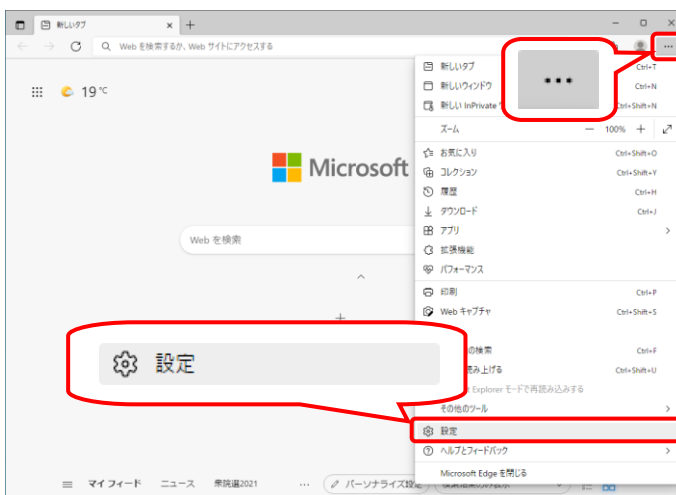 新しいタブ
Web を検索するか、Web サイトにアクセスする
19 ℃
Microsoft
Web を検索
新しいタブ Ctrl+T
新しいウィンドウ Ctrl+N
新しい InPrivate Ctrl+Shift+N
ズーム 100%
お気に入り Ctrl+Shift+O
コレクション Ctrl+Shift+Y
履歴 Ctrl+H
ダウンロード Ctrl+J
アプリ
拡張機能
パフォーマンス
印刷 Ctrl+P
Web キャプチャ Ctrl+Shift+S
の検索 Ctrl+F
読み上げる Ctrl+Shift+U
Explorer モードで再読み込みする
その他のツール
設定
ヘルプとフィードバック
Microsoft Edge を閉じる
設定
マイ フィード ニュース 衆院選2021 … パーソナライズ設定